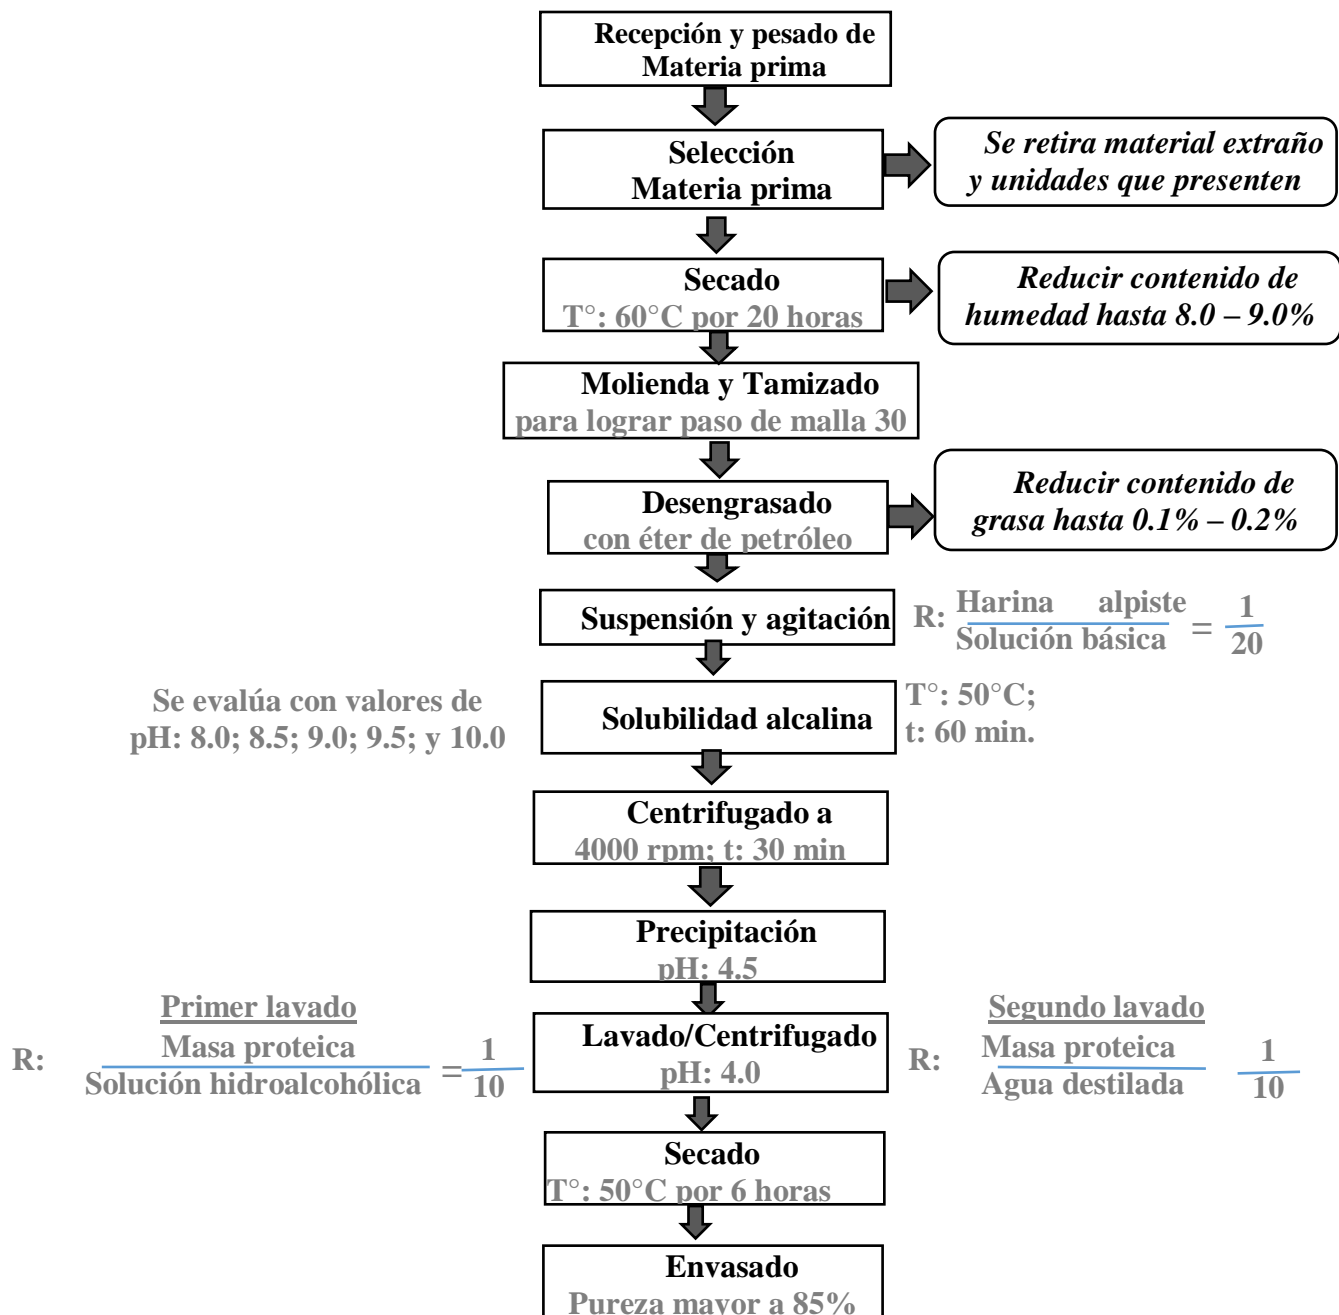 Recepción y pesado de
Materia prima
Selección
Materia prima
Se retira material extraño
y unidades que presenten
Secado
T°: 60°C por 20 horas
Reducir contenido de
humedad hasta 8.0 – 9.0%
Molienda y Tamizado
para lograr paso de malla 30
Desengrasado
con éter de petróleo
Reducir contenido de
grasa hasta 0.1% – 0.2%
Suspensión y agitación
R: Harina alpiste = 1
Solución básica 20
Se evalúa con valores de
pH: 8.0; 8.5; 9.0; 9.5; y 10.0
Solubilidad alcalina
T°: 50°C;
t: 60 min.
Centrifugado a
4000 rpm; t: 30 min
Precipitación
pH: 4.5
Primer lavado
R: Masa proteica = 1
Solución hidroalcohólica 10
Lavado/Centrifugado
pH: 4.0
Segundo lavado
R: Masa proteica 1
Agua destilada 10
Secado
T°: 50°C por 6 horas
Envasado
Pureza mayor a 85%